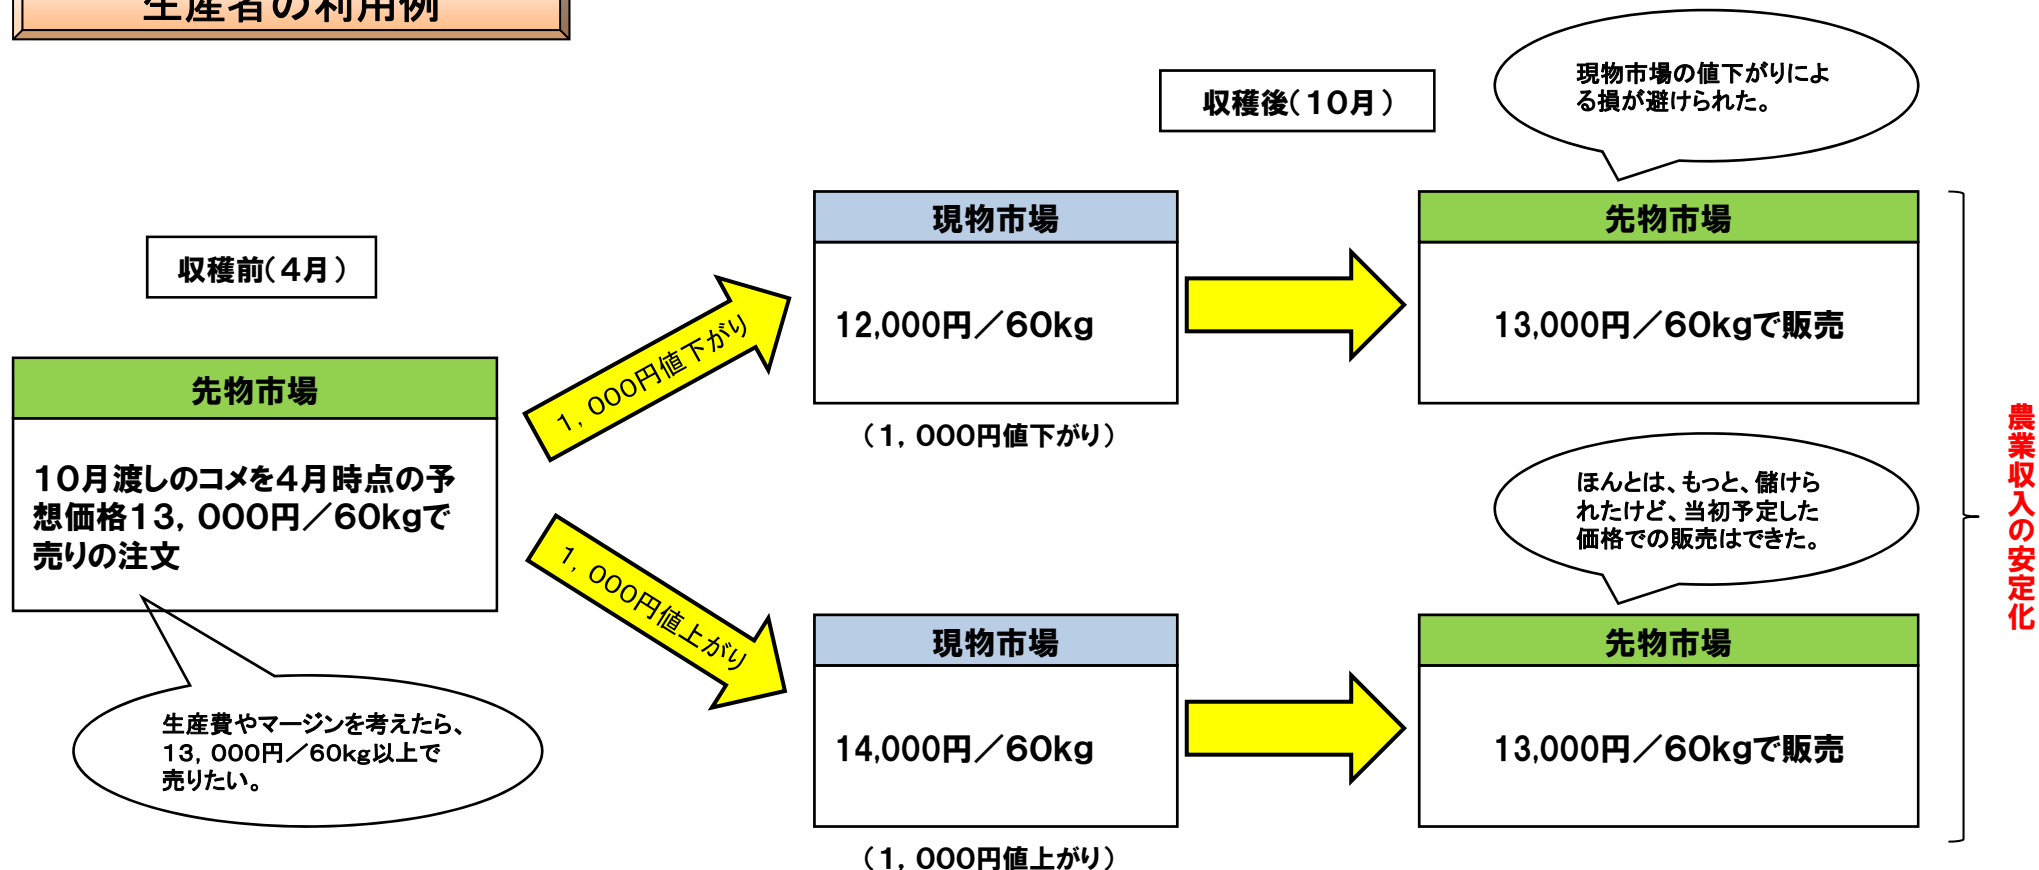 生産者の利用例
収穫前(4月)
先物市場
10月渡しのコメを4月時点の予
想価格13,000円/60kgで
売りの注文
生産費やマージンを考えたら、
13,000円/60kg以上で
売りたい。
1,000円値下がり
1,000円値上がり
収穫後(10月)
現物市場
12,000円/60kg
(1,000円値下がり)
現物市場の値下がりによ
る損が避けられた。
先物市場
13,000円/60kgで販売
現物市場
14,000円/60kg
(1,000円値上がり)
ほんとは、もっと、儲けら
れたけど、当初予定した
価格での販売はできた。
先物市場
13,000円/60kgで販売
農業収入の安定化